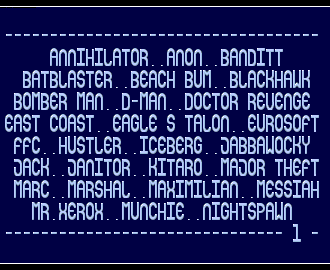 ---------------------------------
ANNIHILATOR..ANON..BANDITT
BATBLASTER..BEACH BUM..BLACKHAWK
BOMBER MAN..D-MAN..DOCTOR REVENGE
EAST COAST..EAGLE S TALON..EUROSOFT
FFC..HUSTLER..ICEBERG..JABBAWOCKY
JACK..JANITOR..KITARO..MAJOR THEFT
MARC..MARSHAL..MAXIMILIAN..MESSIAH
MR.XEROX..MUNCHIE..NIGHTSPAWN
----------------------------- 1 -